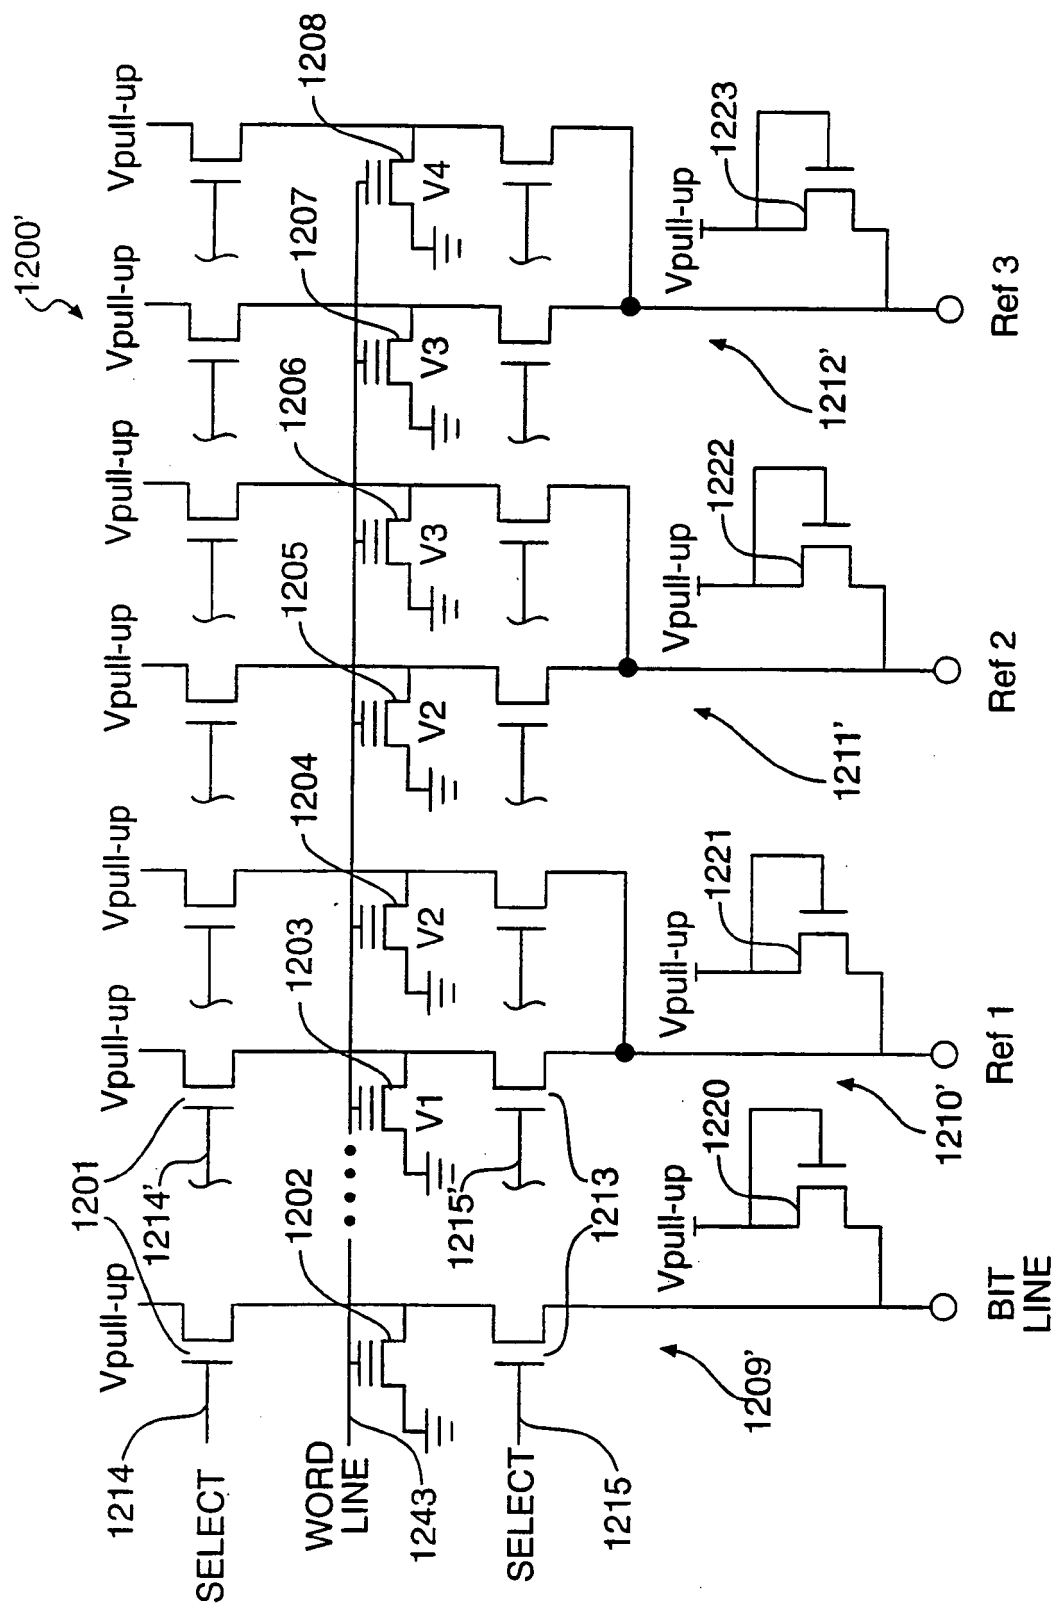 1200'
Vpull-up Vpull-up Vpull-up Vpull-up Vpull-up Vpull-up Vpull-up
1201
1214 1214'
SELECT
1202 1203 1204 1205 1206 1207 1208
WORD
LINE
1243
V1 V2 V2 V3 V3 V4
SELECT
1215 1215'
1213
Vpull-up Vpull-up Vpull-up Vpull-up
1220 1221 1222 1223
1209' 1210' 1211' 1212'
BIT
LINE
Ref 1 Ref 2 Ref 3